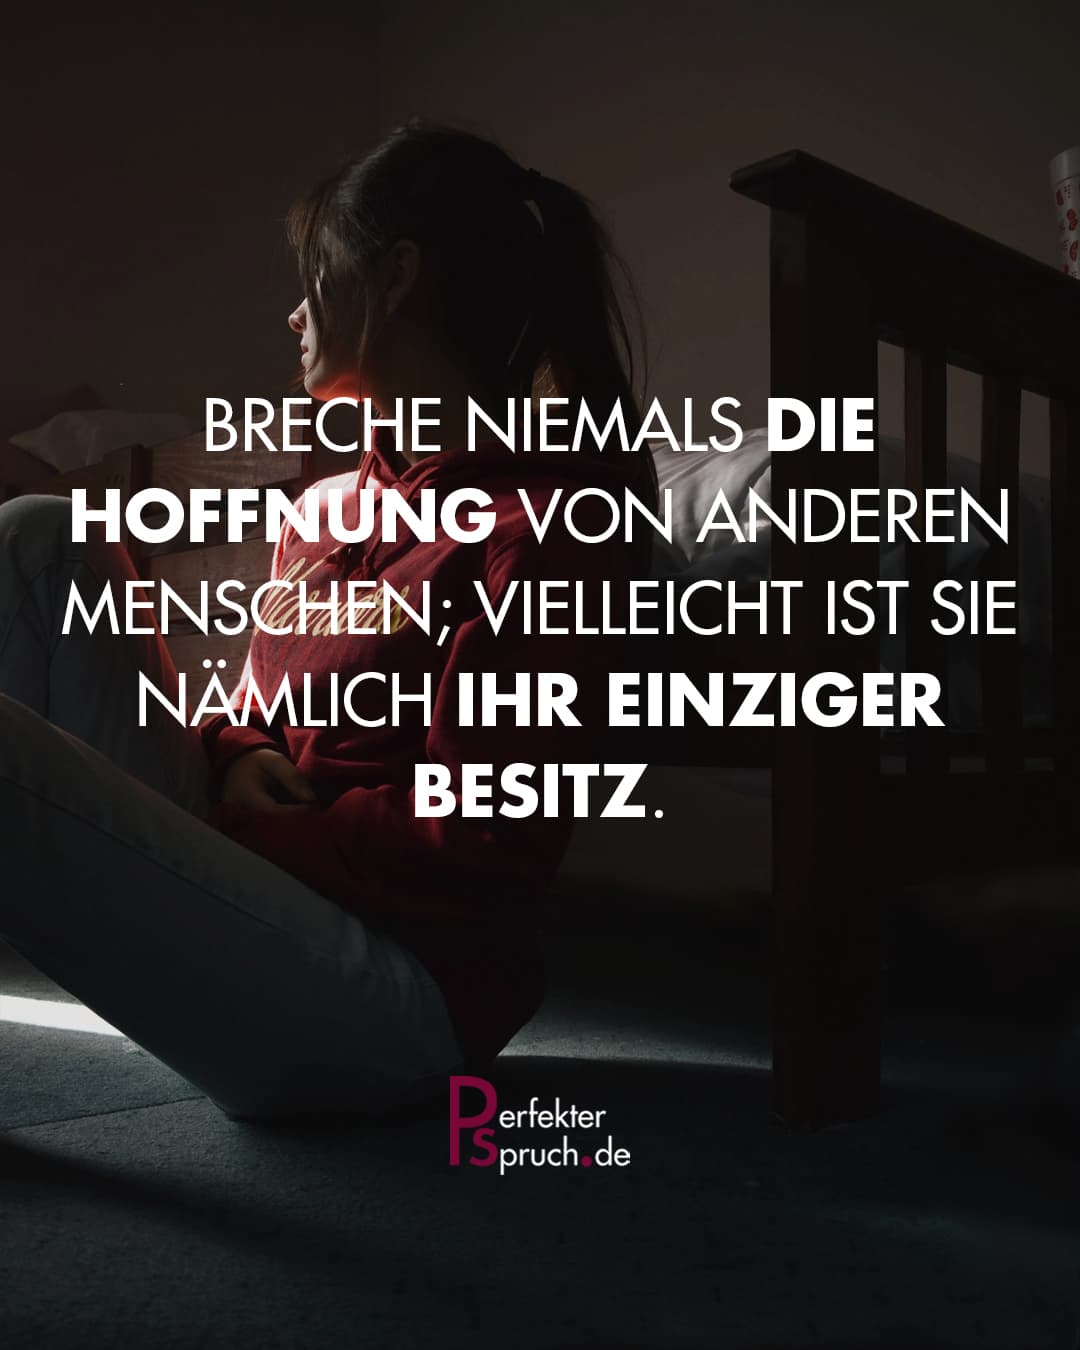 BRECHE NIEMALS DIE
HOFFNUNG VON ANDEREN
MENSCHEN; VIELLEICHT IST SIE
NÄMLICH IHR EINZIGER
BESITZ.
Perfekter
Spruch.de